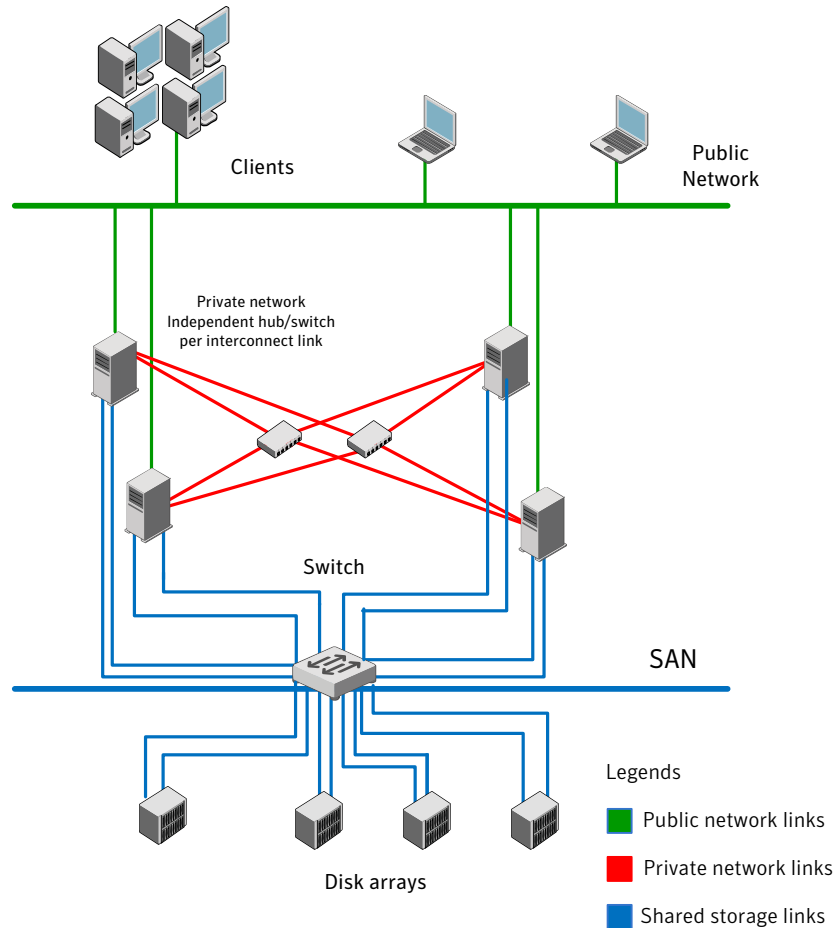 Clients
Public
Network
Private network
Independent hub/switch
per interconnect link
Switch
SAN
Disk arrays
Legends
Public network links
Private network links
Shared storage links